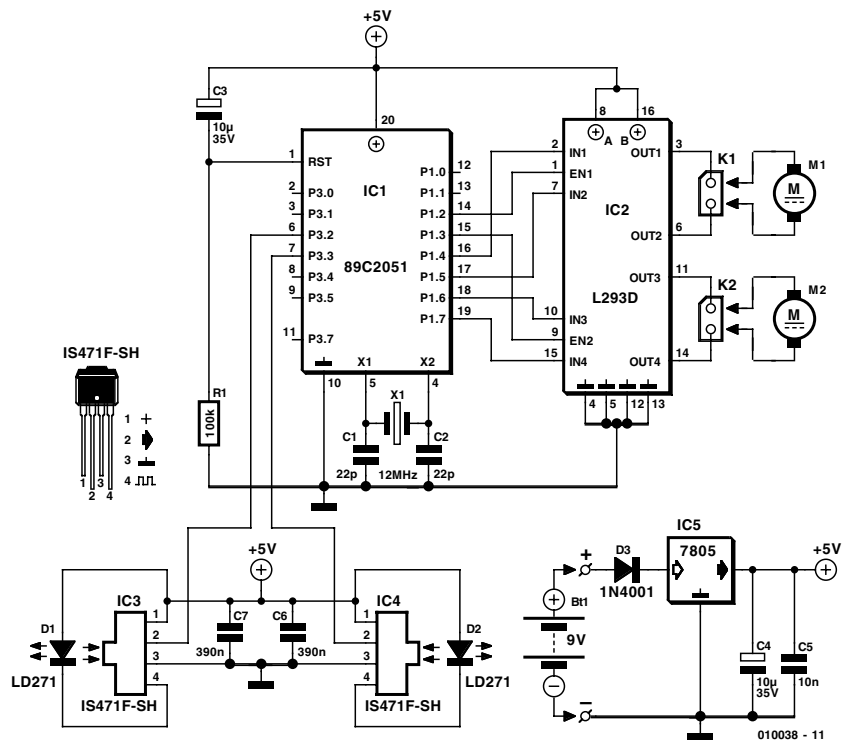 +5V
C3
10µ
35V
20
1 RST
2 P3.0
3 P3.1
6 P3.2
7 P3.3
8 P3.4
9 P3.5
11 P3.7
IC1
89C2051
P1.0 12
P1.1 13
P1.2 14
P1.3 15
P1.4 16
P1.5 17
P1.6 18
P1.7 19
X1 X2
10 5 4
8 16
A B
2 IN1
1 EN1
7 IN2
IC2
L293D
10 IN3
9 EN2
15 IN4
OUT1 3
OUT2 6
OUT3 11
OUT4 14
4 5 12 13
K1
M1
M
K2
M2
M
IS471F-SH
1 +
2
3
4
1 3
2 4
R1
100k
X1
C1 C2
22p 12MHz 22p
+5V
IC3
D1
LD271
1
2
3
4
IS471F-SH
C7
390n
C6
390n
IC4
1
2
3
4
D2
LD271
IS471F-SH
IC5
7805
+
D3
1N4001
+
Bt1
9V
−
−
+5V
C4
10µ
35V
C5
10n
010038 - 11